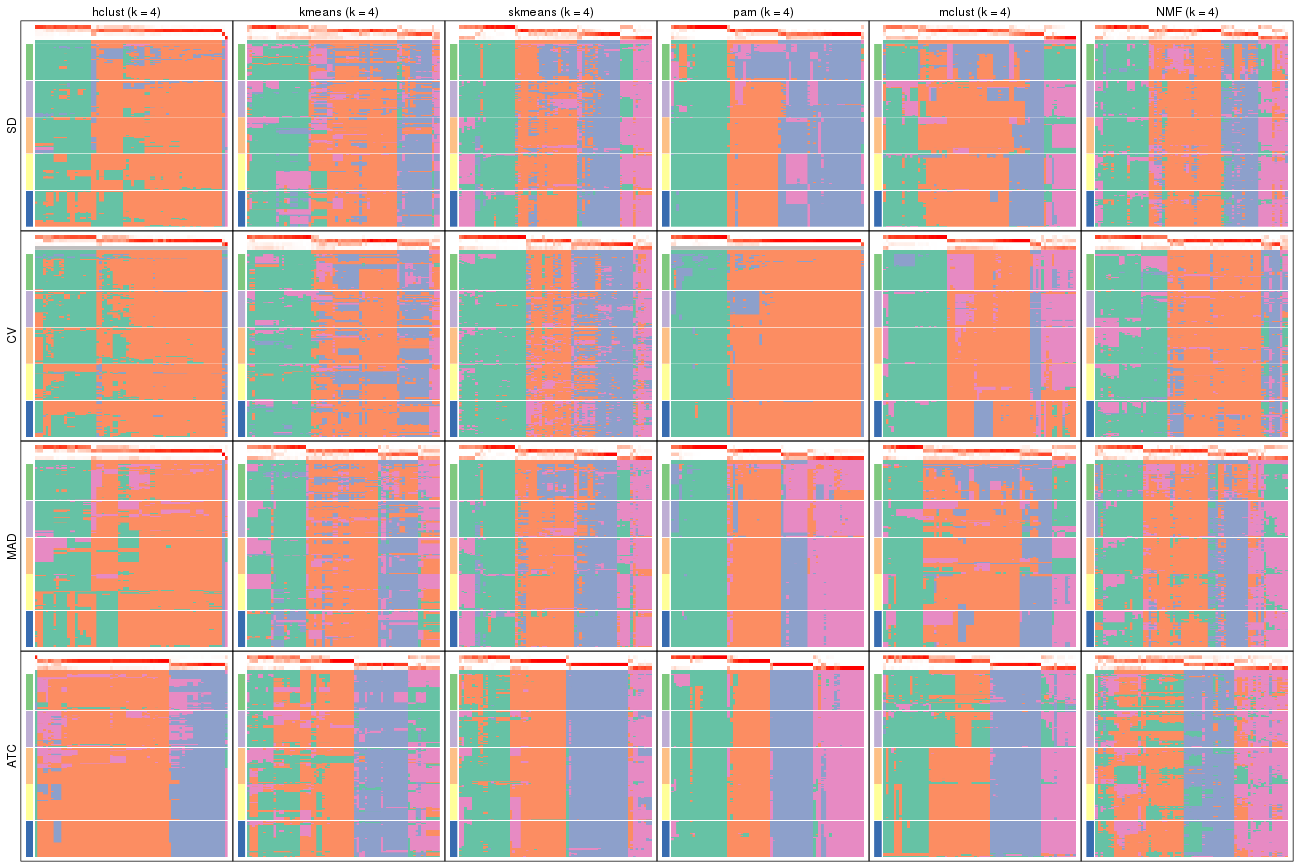 hclust (k = 4) kmeans (k = 4) skmeans (k = 4) pam (k = 4) mclust (k = 4) NMF (k = 4)
SD
CV
MAD
ATC